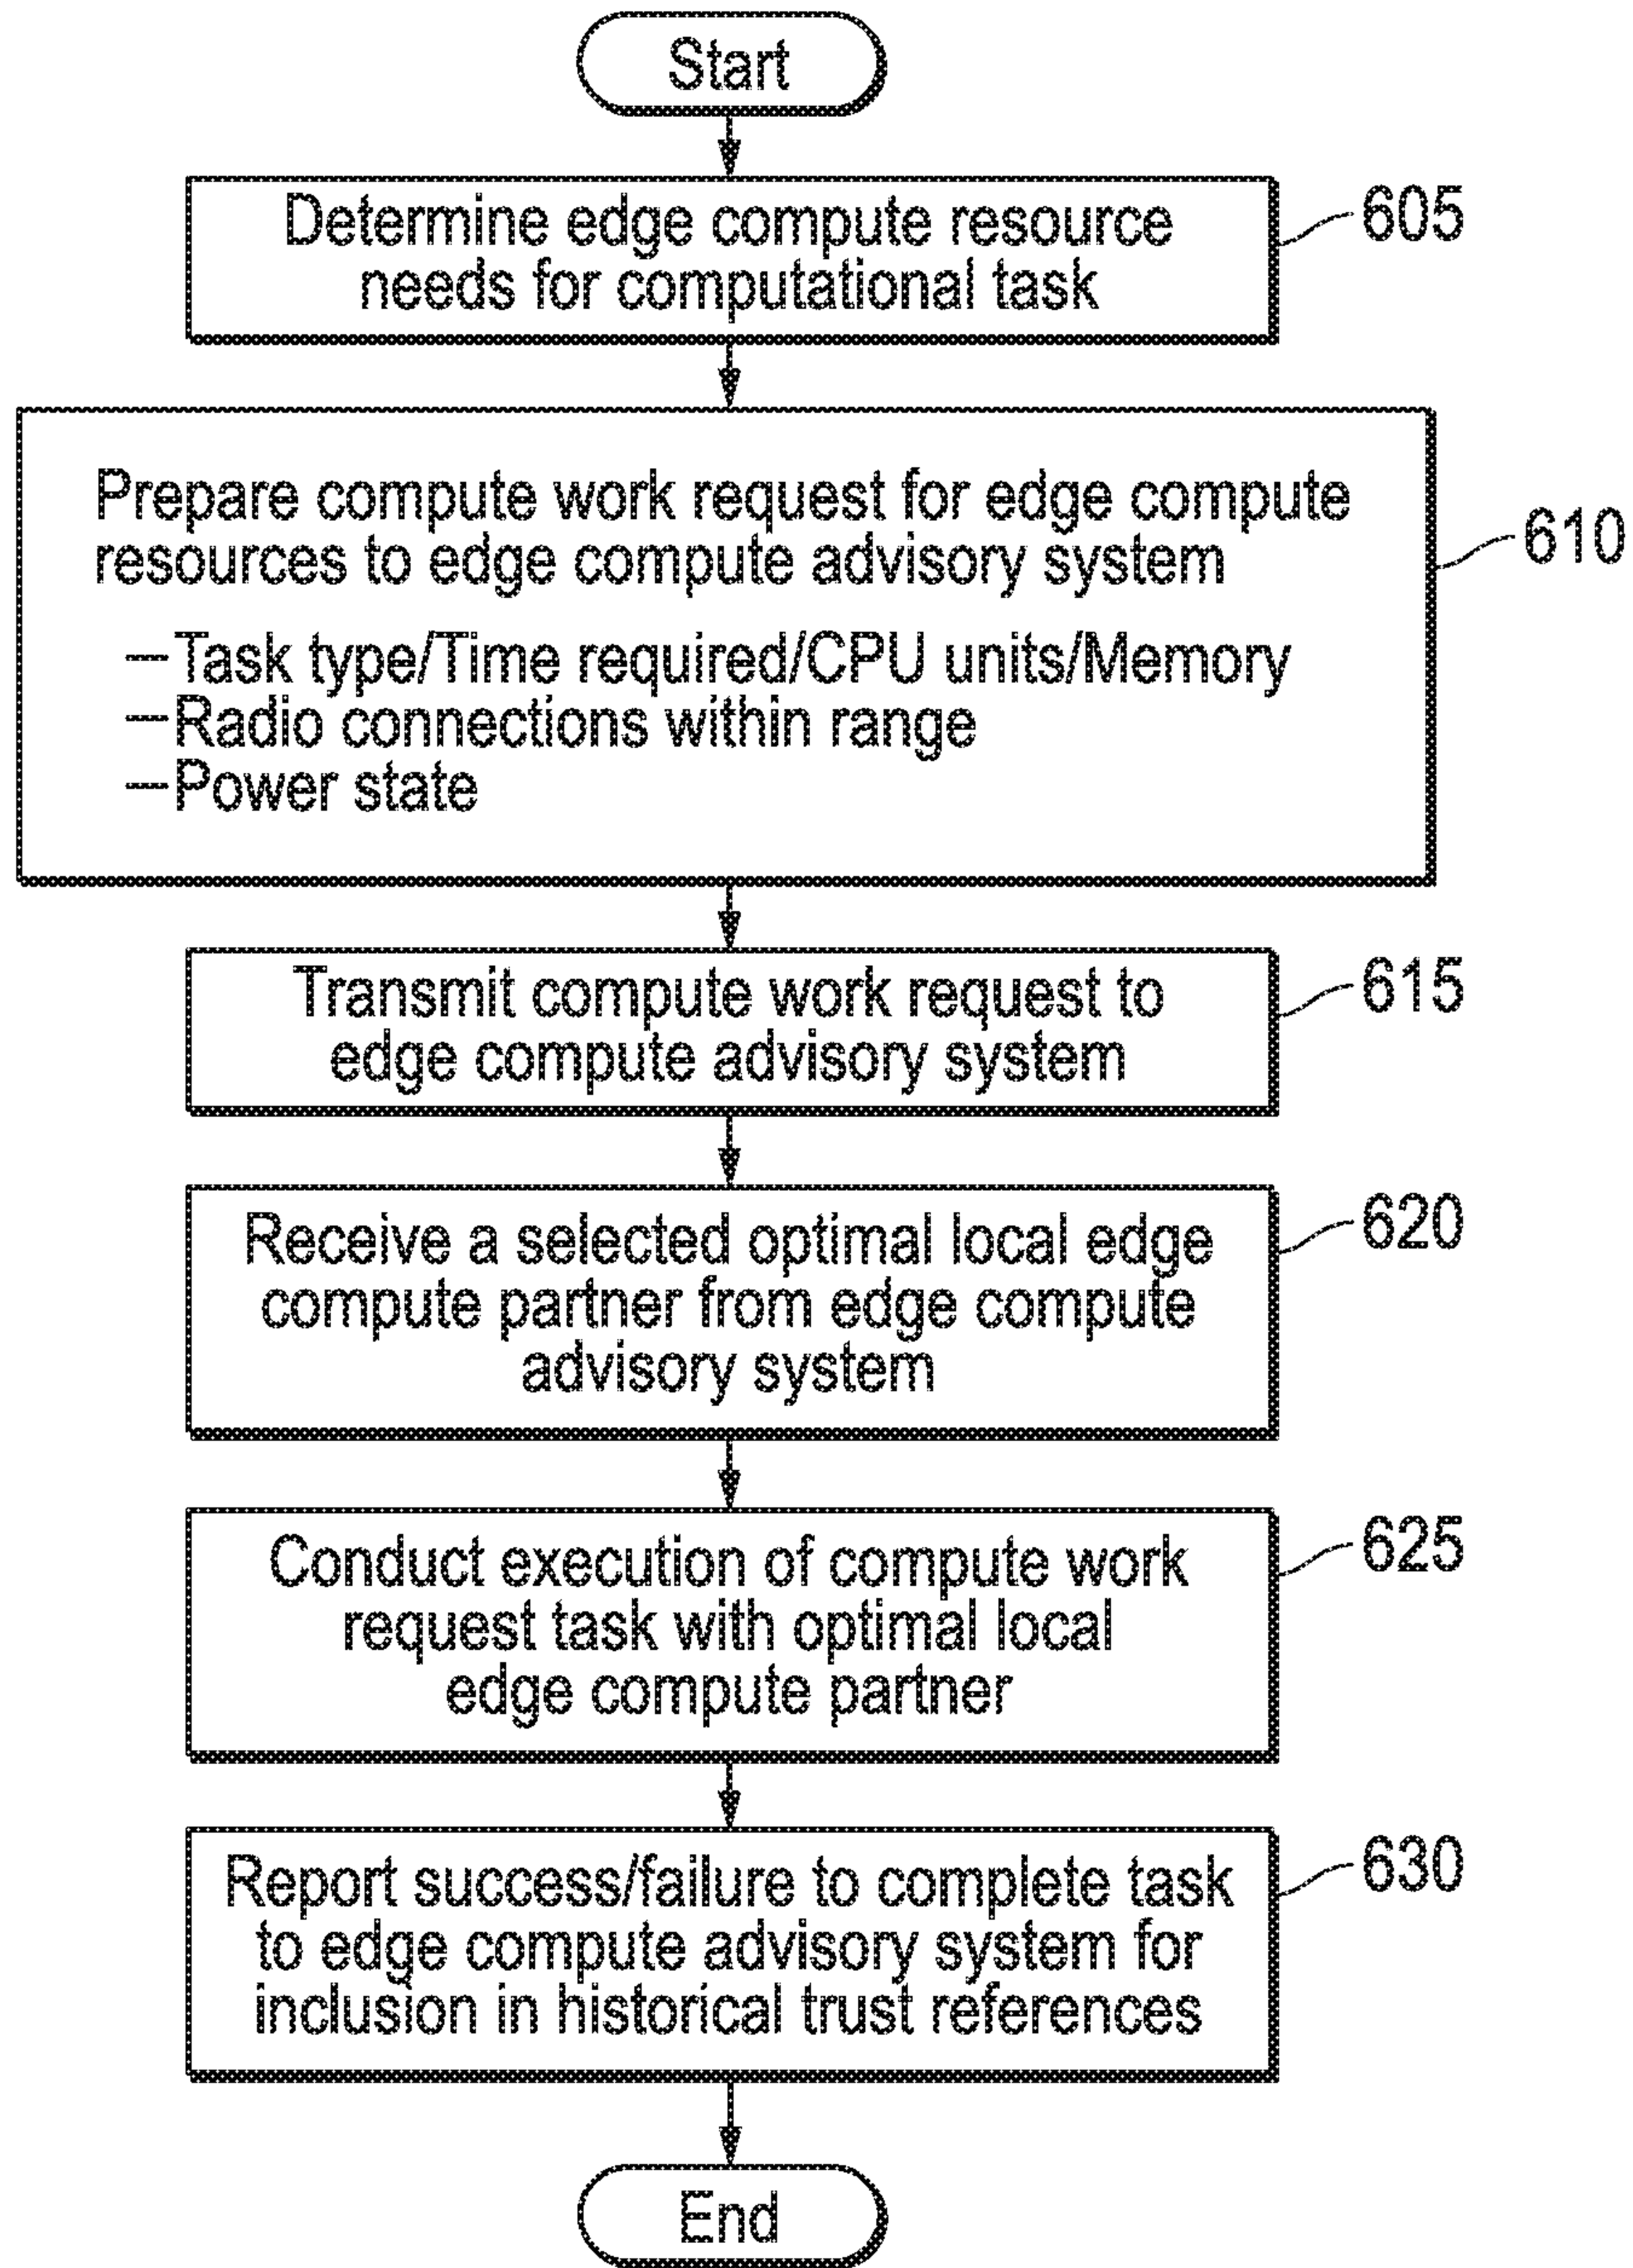 Start
Determine edge compute resource
needs for computational task
605
Prepare compute work request for edge compute
resources to edge compute advisory system
—Task type/Time required/CPU units/Memory
—Radio connections within range
—Power state
610
Transmit compute work request to
edge compute advisory system
615
Receive a selected optimal local edge
compute partner from edge compute
advisory system
620
Conduct execution of compute work
request task with optimal local
edge compute partner
625
Report success/failure to complete task
to edge compute advisory system for
inclusion in historical trust references
630
End